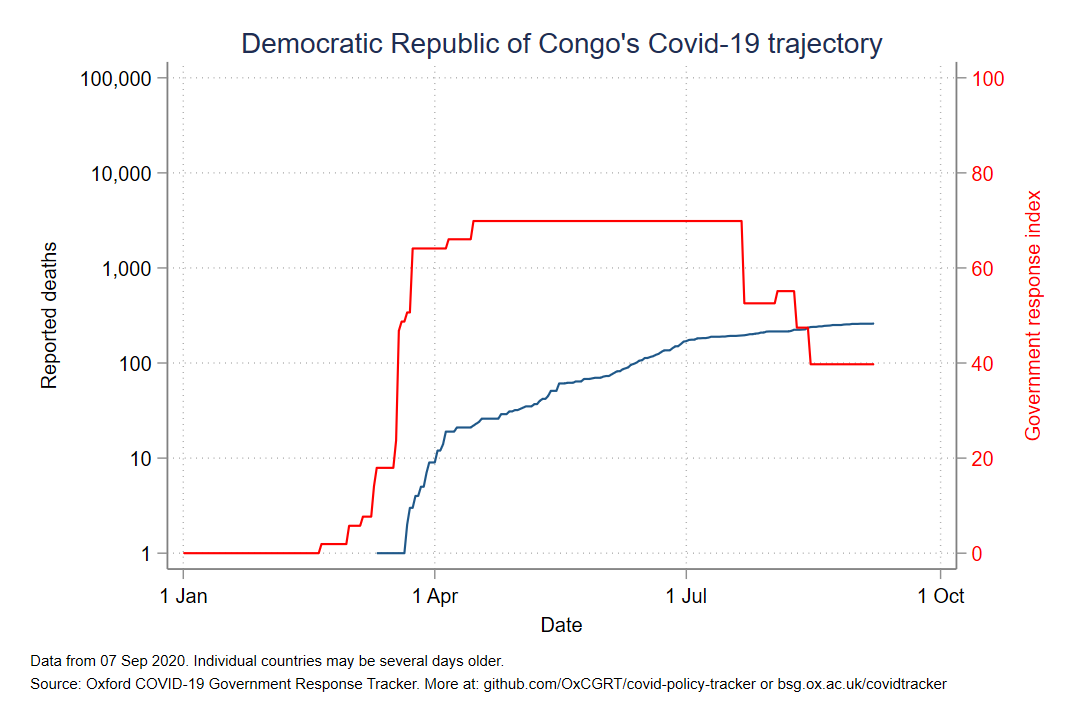 Democratic Republic of Congo's Covid-19 trajectory
100,000
10,000
1,000
100
10
1
Reported deaths
100
80
60
40
20
0
Government response index
1 Jan
1 Apr
1 Jul
1 Oct
Date
Data from 07 Sep 2020. Individual countries may be several days older.
Source: Oxford COVID-19 Government Response Tracker. More at: github.com/OxCGRT/covid-policy-tracker or bsg.ox.ac.uk/covidtracker